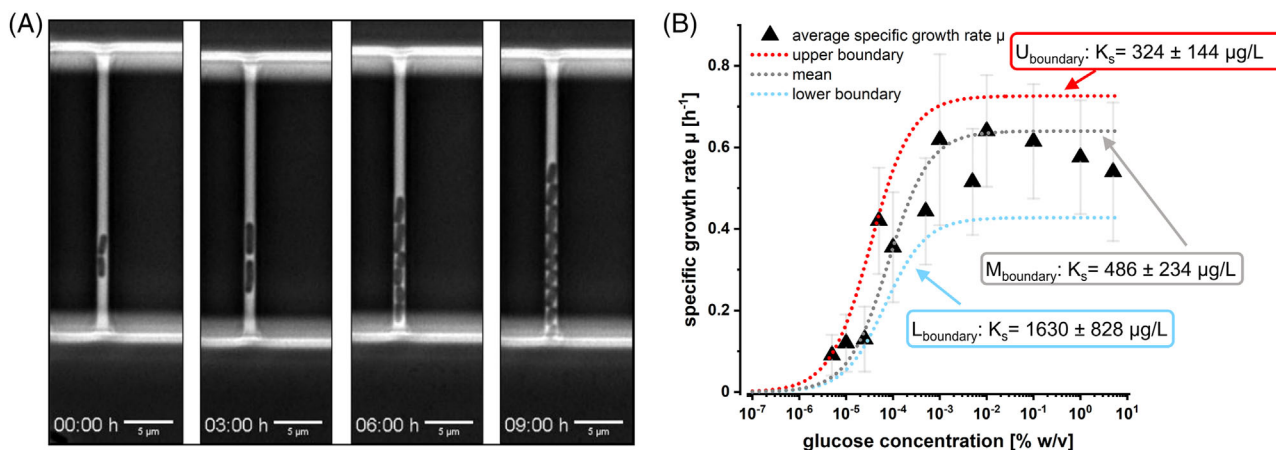 (A)
00:00 h
5 µm
03:00 h
5 µm
06:00 h
5 µm
09:00 h
5 µm
(B)
▲ average specific growth rate µ
upper boundary
mean
lower boundary
U boundary: Ks= 324 ± 144 µg/L
M boundary: Ks= 486 ± 234 µg/L
L boundary: Ks= 1630 ± 828 µg/L
specific growth rate µ [h⁻¹]
0.8
0.6
0.4
0.2
0
10⁻⁷ 10⁻⁶ 10⁻⁵ 10⁻⁴ 10⁻³ 10⁻² 10⁻¹ 10⁰ 10¹
glucose concentration [% w/v]